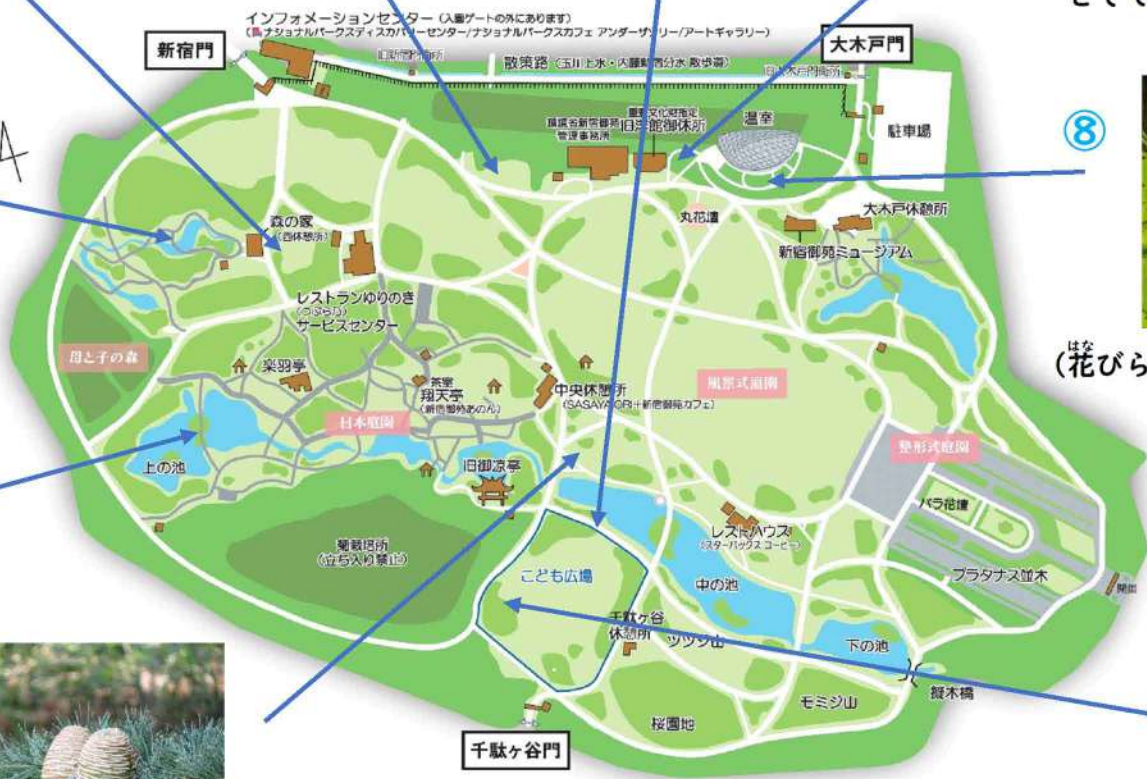 インフォメーションセンター(入園ゲートの外にあります)
ナショナルパークスディスカバリーセンター/ナショナルパークスカフェ アンダーザツリー/アートギャラリー)
新宿門
大木戸門
散策路(玉川上水・内藤新宿分水 散歩道)
環境省新宿御苑
管理事務所
重要文化財指定
旧洋館御休所
温室
駐車場
⑧
森の家
(西休憩所)
丸花壇
大木戸休憩所
新宿御苑ミュージアム
レストランゆりのき
サービスセンター
母と子の森
楽羽亭
茶室
翔天亭
中央休憩所
風景式庭園
(花びら
はな
日本庭園
整形式庭園
上の池
旧御凉亭
バラ花壇
レストハウス
(スターバックス コーヒー)
菊栽培所
(立ち入り禁止)
こども広場
中の池
プラタナス並木
千駄ヶ谷
休憩所
ツツジ山
下の池
擬木橋
モミジ山
桜園地
千駄ヶ谷門